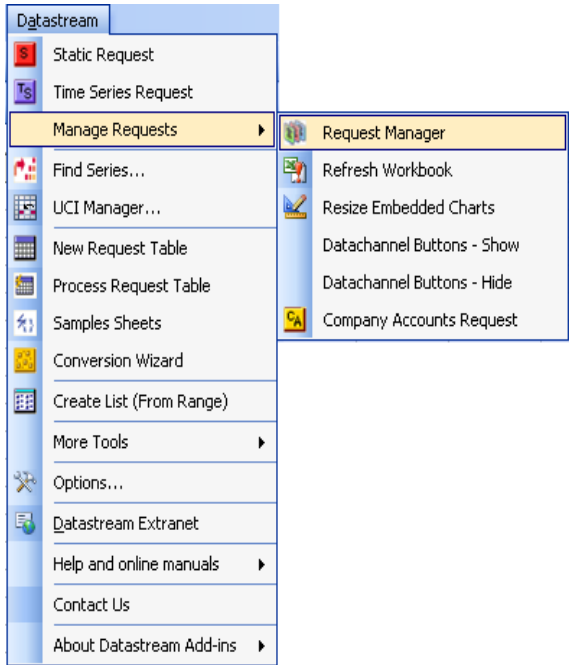 Datastream
S Static Request
TS Time Series Request
Manage Requests
Find Series...
UCI Manager...
New Request Table
Process Request Table
Samples Sheets
Conversion Wizard
Create List (From Range)
More Tools
Options...
Datastream Extranet
Help and online manuals
Contact Us
About Datastream Add-ins
Request Manager
Refresh Workbook
Resize Embedded Charts
Datachannel Buttons - Show
Datachannel Buttons - Hide
CA Company Accounts Request